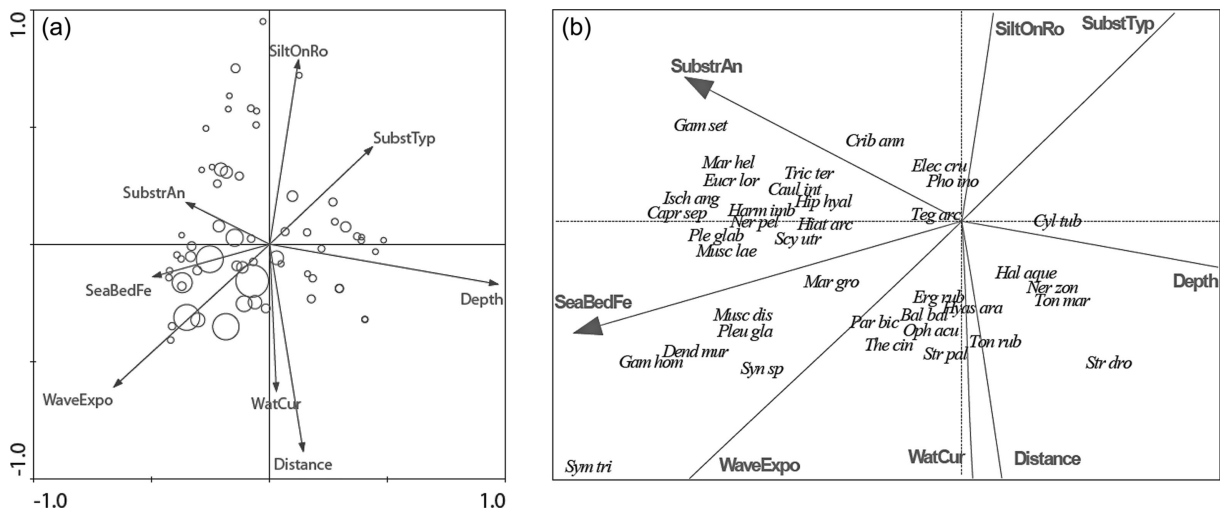 (a)
1.0
SiltOnRo
SubstTyp
SubstrAn
SeaBedFe
Depth
WaveExpo
WatCur
Distance
-1.0
-1.0
1.0
(b)
SiltOnRo
SubstTyp
SubstrAn
Gam set
Crib ann
Mar hel
Elec cru
Tric ter
Eucr lor
Pho ino
Caul int
Isch ang
Hip hyal
Capr sep
Harm imb
Teg arc
Ner pel
Hiat arc
Cyl tub
Ple glab
Scy utr
Musc lae
Mar gro
Hal aque
Depth
Ner zon
SeaBedFe
Erg rub
Ton mar
Hyas ara
Musc dis
Bal bal
Par bic
Pleu gla
Oph acu
The cin
Ton rub
Dend mur
Str pal
Gam hom
Syn sp
Str dro
Sym tri
WaveExpo
WatCur
Distance